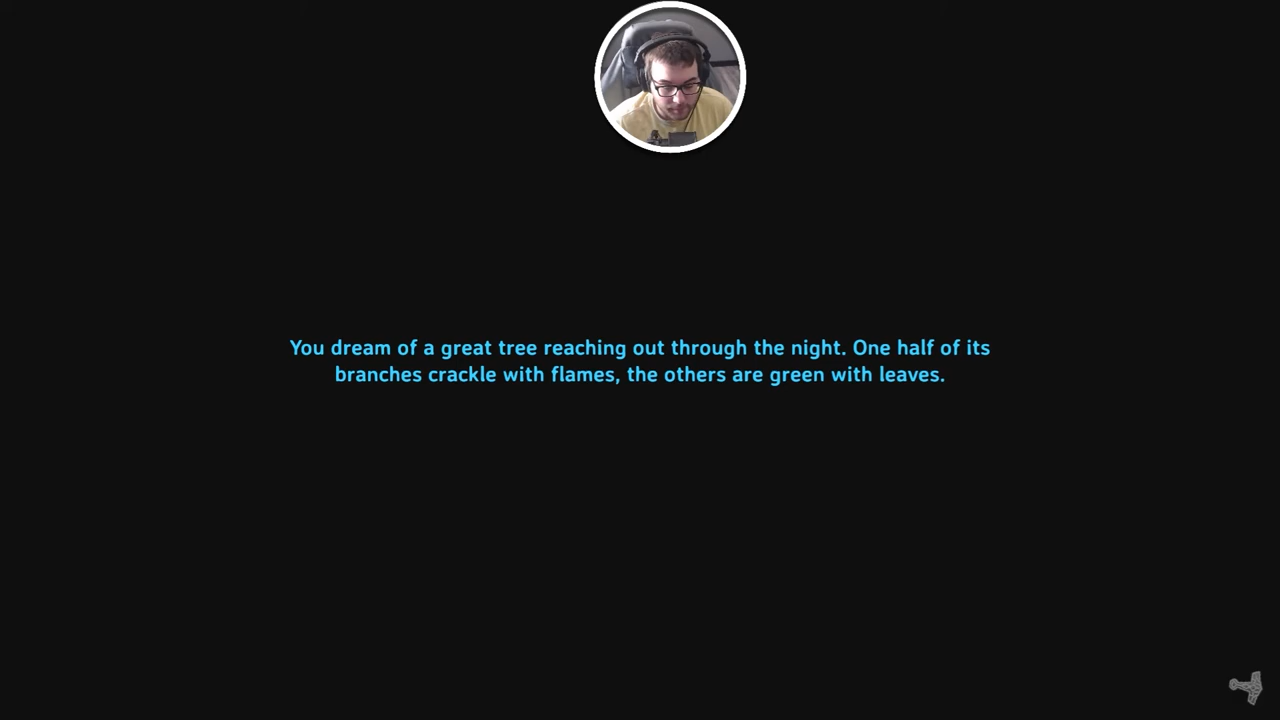 You dream of a great tree reaching out through the night. One half of its
branches crackle with flames, the others are green with leaves.